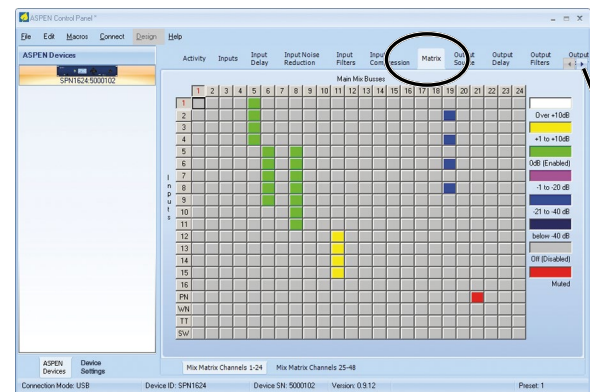 ASPEN Control Panel *
File Edit Macros Connect Design Help
ASPEN Devices
SPN1624:5000102
Activity Inputs Input Delay Input Noise Reduction Input Filters Input Compression Matrix Output Source Output Delay Output Filters Output
Main Mix Busses
1 2 3 4 5 6 7 8 9 10 11 12 13 14 15 16 17 18 19 20 21 22 23 24
Inputs
1
2
3
4
5
6
7
8
9
10
11
12
13
14
15
16
PN
WN
TT
SW
Over +10dB
+1 to +10dB
0dB (Enabled)
-1 to -20 dB
-21 to -40 dB
below -40 dB
Off (Disabled)
Muted
ASPEN Devices
Device Settings
Mix Matrix Channels 1-24 Mix Matrix Channels 25-48
Connection Mode: USB Device ID: SPN1624 Device SN: 5000102 Version: 0.9.12 Preset: 1